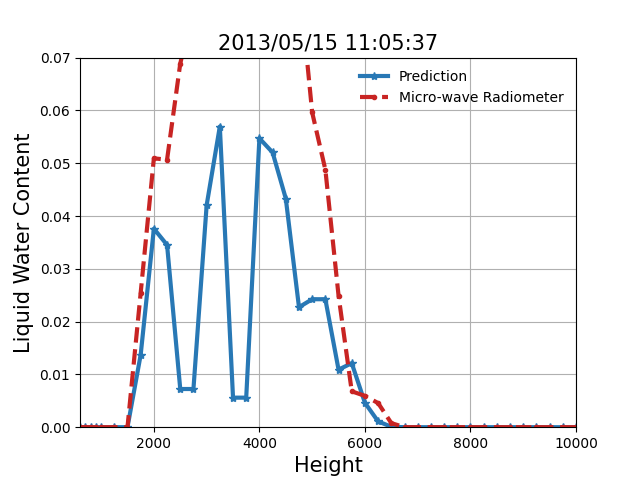 2013/05/15 11:05:37
0.07
0.06
0.05
0.04
0.03
0.02
0.01
0.00
Liquid Water Content
Prediction
Micro-wave Radiometer
2000 4000 6000 8000 10000
Height